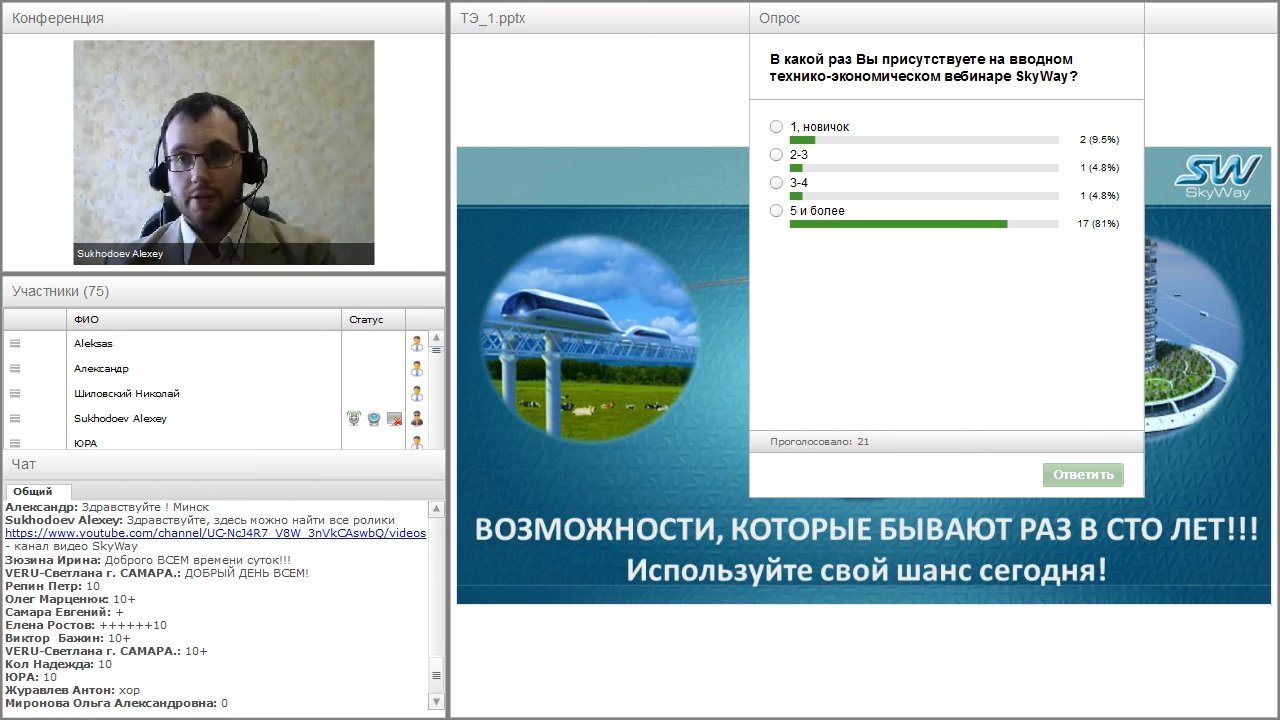 Конференция
Sukhodoev Alexey
Участники (75)
ФИО
Статус
Aleksas
Александр
Шиловский Николай
Sukhodoev Alexey
ЮРА
Чат
Общий
Александр: Здравствуйте ! Минск
Sukhodoev Alexey: Здравствуйте, здесь можно найти все ролики
https://www.youtube.com/channel/UC-NcJ4R7_V8W_3nVkCAswbQ/videos
- канал видео SkyWay
Зюзина Ирина: Доброго ВСЕМ времени суток!!!
VERU-Светлана г. САМАРА.: ДОБРЫЙ ДЕНЬ ВСЕМ!
Репин Петр: 10
Олег Марценюк: 10+
Самара Евгений: +
Елена Ростов: ++++++10
Виктор Бажин: 10+
VERU-Светлана г. САМАРА.: 10+
Кол Надежда: 10
ЮРА: 10
Журавлев Антон: хор
Миронова Ольга Александровна: 0
ТЭ_1.pptx
Опрос
В какой раз Вы присутствуете на вводном
технико-экономическом вебинаре SkyWay?
1, новичок
2 (9.5%)
2-3
1 (4.8%)
3-4
1 (4.8%)
5 и более
17 (81%)
Проголосовало: 21
Ответить
SW
SkyWay
ВОЗМОЖНОСТИ, КОТОРЫЕ БЫВАЮТ РАЗ В СТО ЛЕТ!!!
Используйте свой шанс сегодня!